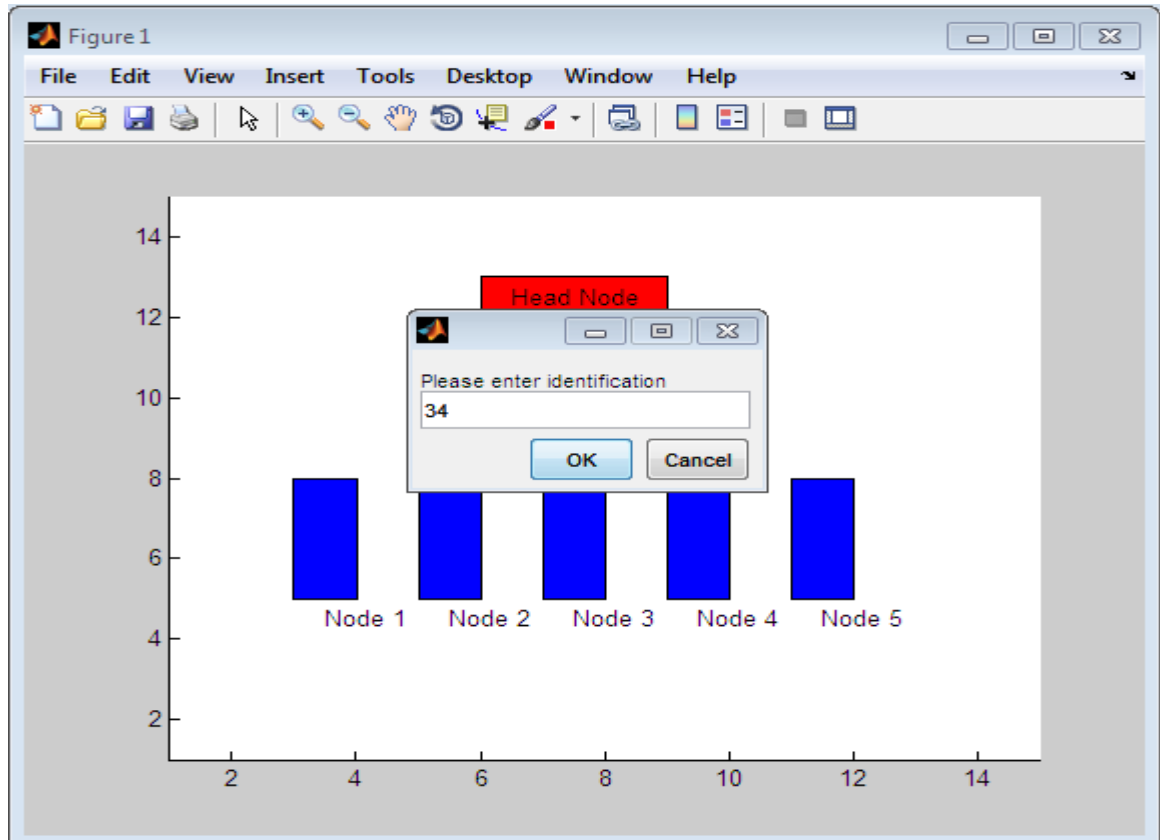 Figure 1
File Edit View Insert Tools Desktop Window Help
14
Head Node
12
Please enter identification
10
34
OK Cancel
8
6
Node 1 Node 2 Node 3 Node 4 Node 5
4
2
2 4 6 8 10 12 14